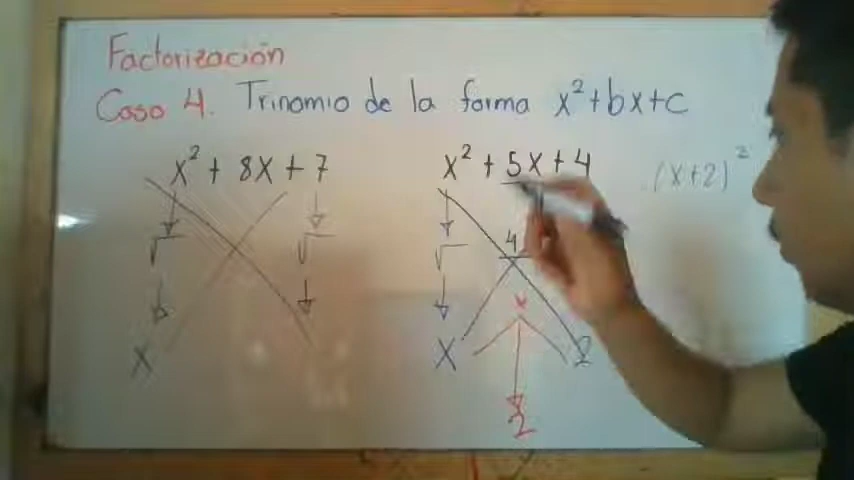 Factorización
Caso 4. Trinomio de la forma x²+bx+c
x² + 8x + 7
x² + 5x + 4
(x+2)²
√ √ √
4
x
X X 2
2